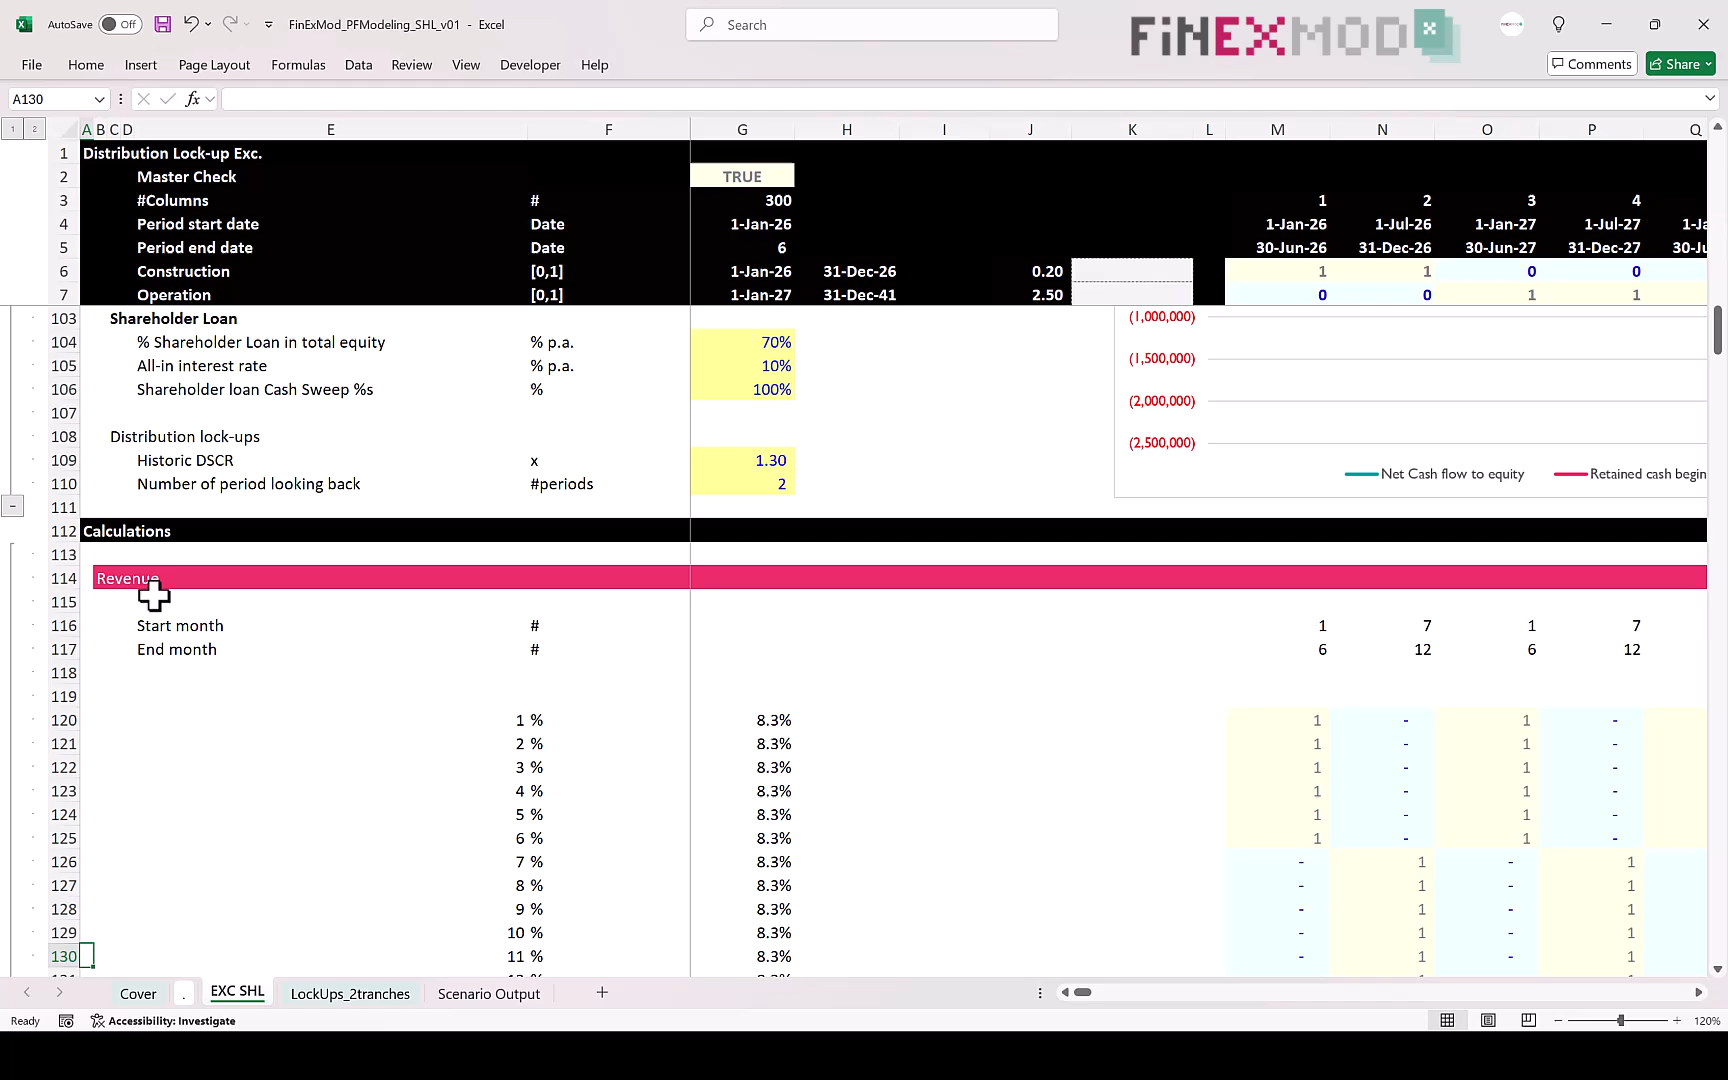 AutoSave Off FinExMod_PFModeling_SHL_v01 - Excel Search FiNEXMOD
File Home Insert Page Layout Formulas Data Review View Developer Help Comments Share
A130 fx
1 2 A B C D E F G H I J K L M N O P Q
1 Distribution Lock-up Exc.
2 Master Check TRUE
3 #Columns # 300 1 2 3 4
4 Period start date Date 1-Jan-26 1-Jan-26 1-Jul-26 1-Jan-27 1-Jul-27
5 Period end date Date 6 30-Jun-26 31-Dec-26 30-Jun-27 31-Dec-27
6 Construction [0,1] 1-Jan-26 31-Dec-26 0.20 1 1 0 0
7 Operation [0,1] 1-Jan-27 31-Dec-41 2.50 0 0 1 1
103 Shareholder Loan (1,000,000)
104 % Shareholder Loan in total equity % p.a. 70%
105 All-in interest rate % p.a. 10% (1,500,000)
106 Shareholder loan Cash Sweep %s % 100% (2,000,000)
107
108 Distribution lock-ups (2,500,000)
109 Historic DSCR x 1.30 Net Cash flow to equity Retained cash begin
110 Number of period looking back #periods 2
111
112 Calculations
113
114 Revenue
115
116 Start month # 1 7 1 7
117 End month # 6 12 6 12
118
119
120 1 % 8.3% 1 - 1 -
121 2 % 8.3% 1 - 1 -
122 3 % 8.3% 1 - 1 -
123 4 % 8.3% 1 - 1 -
124 5 % 8.3% 1 - 1 -
125 6 % 8.3% 1 - 1 -
126 7 % 8.3% - 1 - 1
127 8 % 8.3% - 1 - 1
128 9 % 8.3% - 1 - 1
129 10 % 8.3% - 1 - 1
130 11 % 8.3% - 1 - 1
Cover . EXC SHL LockUps_2tranches Scenario Output
Ready Accessibility: Investigate 120%